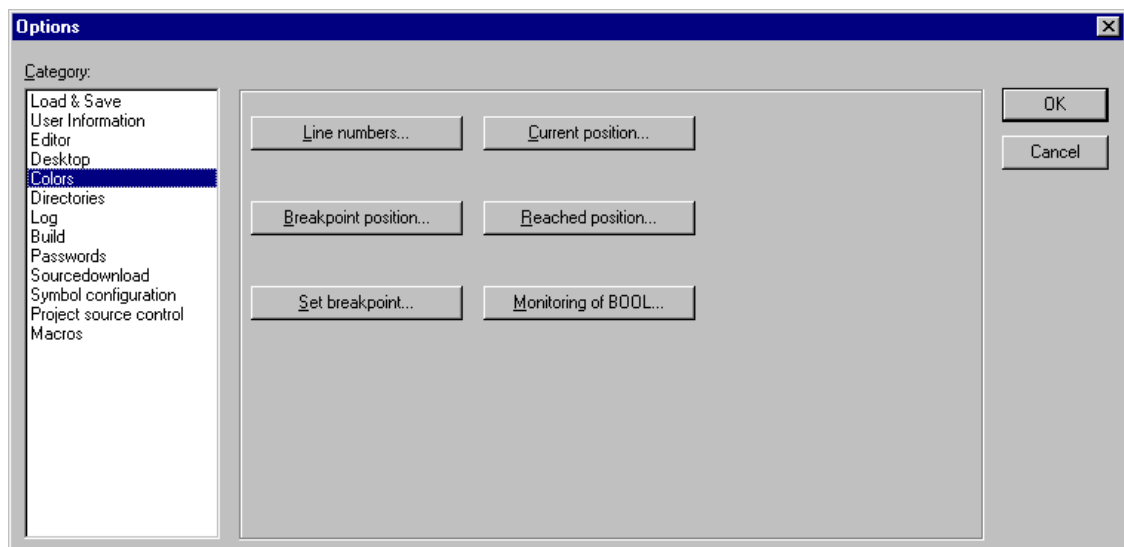 Options
Category:
Load & Save
User Information
Editor
Desktop
Colors
Directories
Log
Build
Passwords
Sourcedownload
Symbol configuration
Project source control
Macros
Line numbers...
Current position...
Breakpoint position...
Reached position...
Set breakpoint...
Monitoring of BOOL...
OK
Cancel